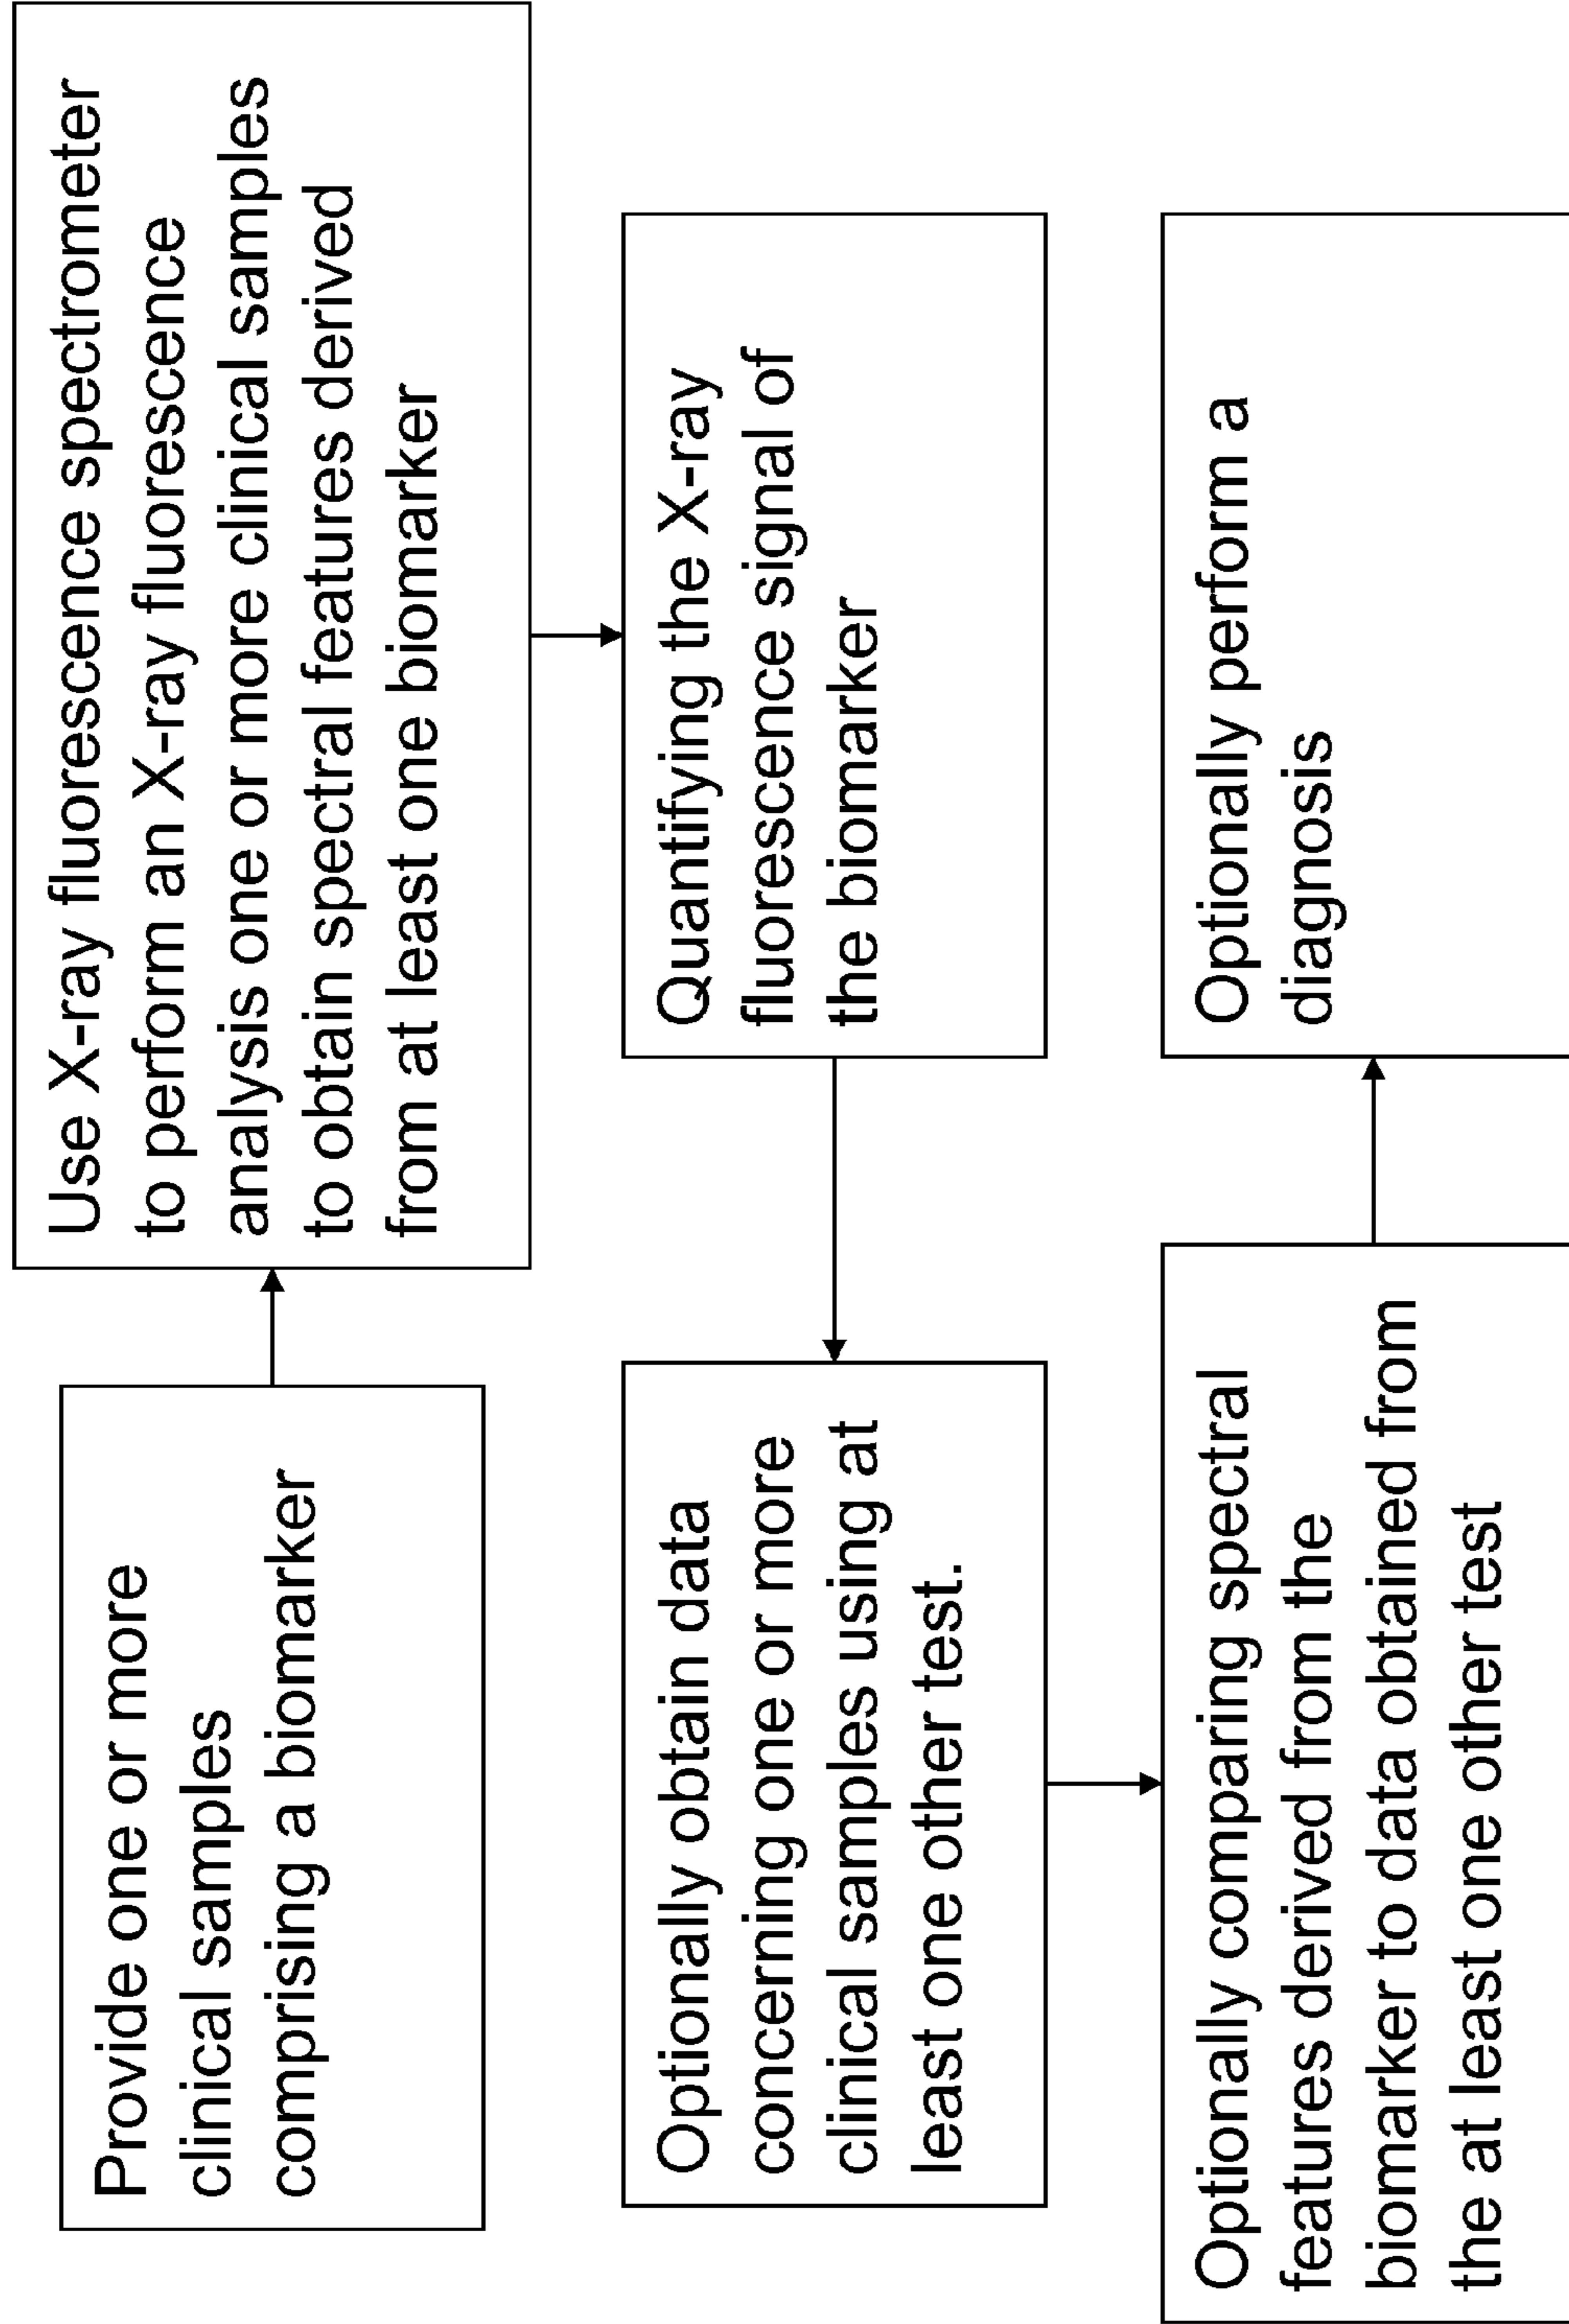 Provide one or more
clinical samples
comprising a biomarker
Use X-ray fluorescence spectrometer
to perform an X-ray fluorescence
analysis one or more clinical samples
to obtain spectral features derived
from at least one biomarker
Quantifying the X-ray
fluorescence signal of
the biomarker
Optionally obtain data
concerning one or more
clinical samples using at
least one other test.
Optionally comparing spectral
features derived from the
biomarker to data obtained from
the at least one other test
Optionally perform a
diagnosis